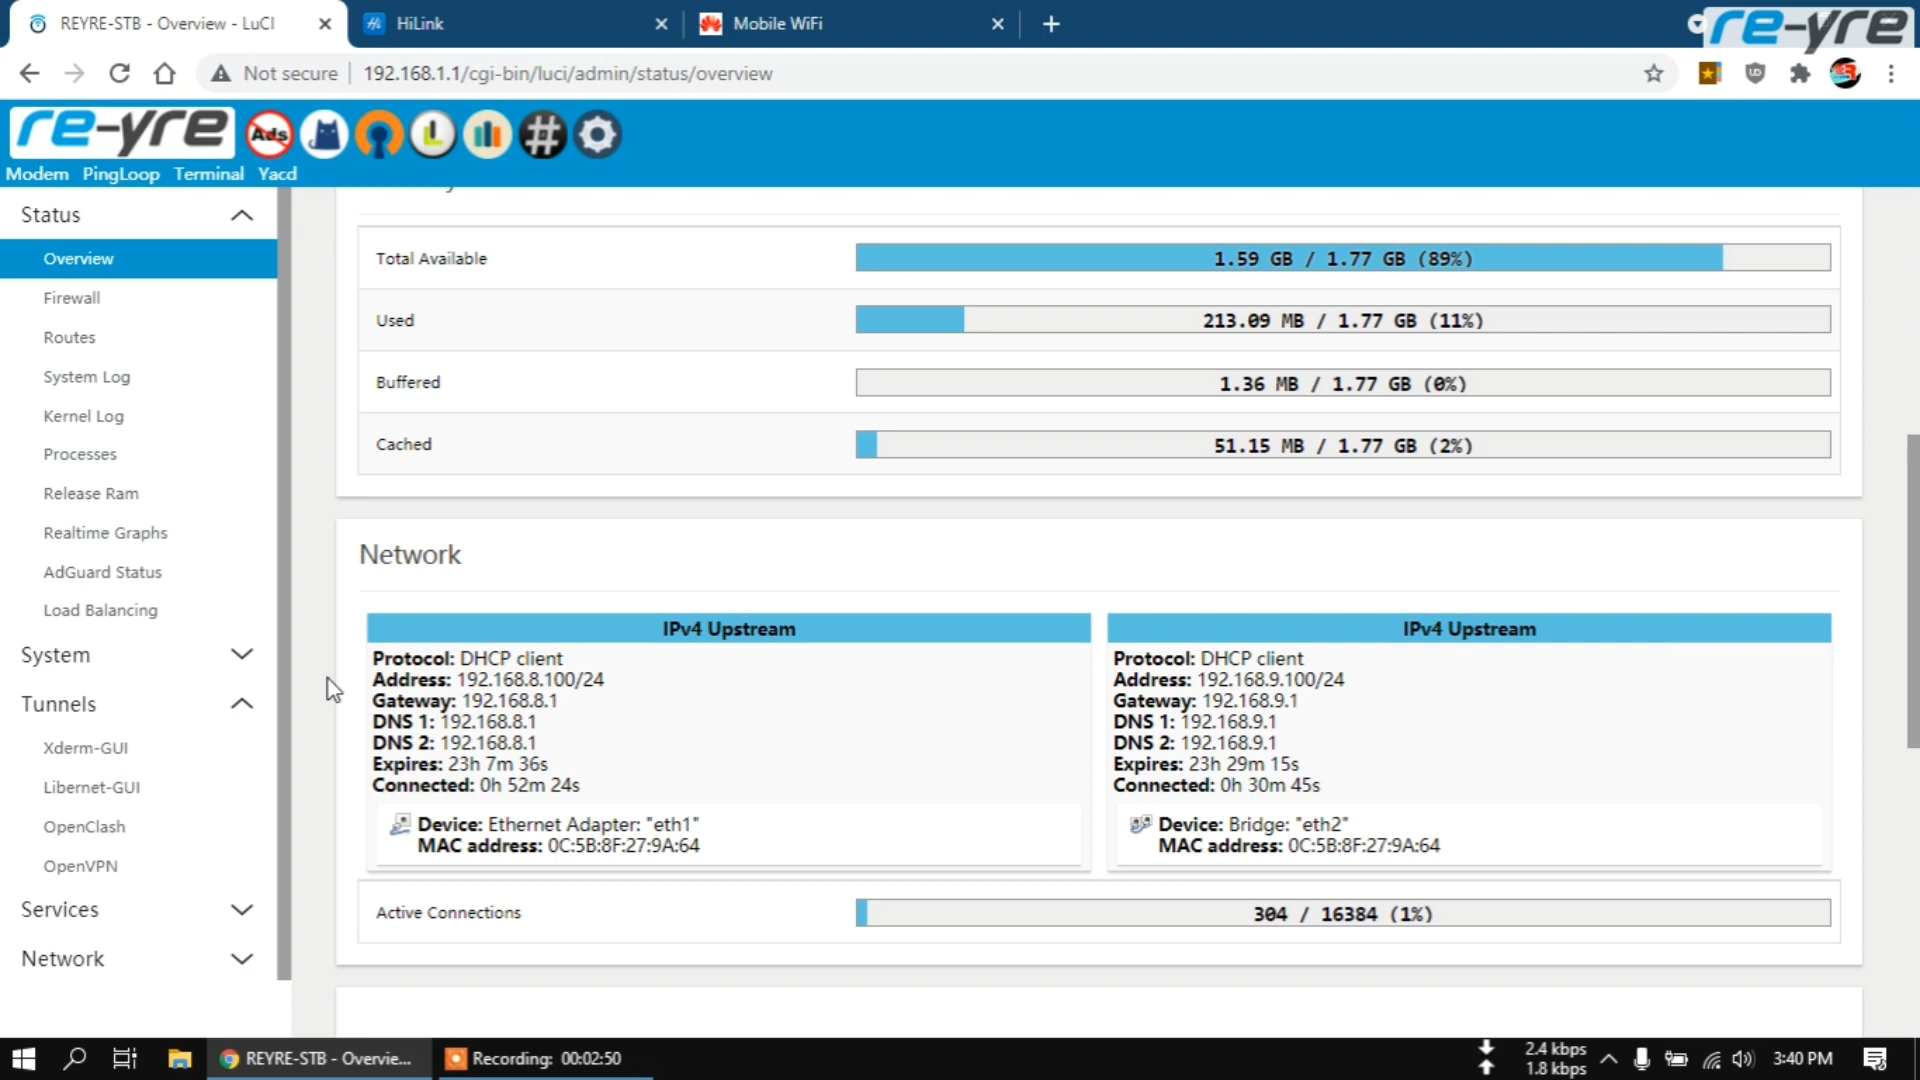 REYRE-STB - Overview - LuCI
HiLink
Mobile WiFi
re-yre
Not secure
192.168.1.1/cgi-bin/luci/admin/status/overview
re-yre
Ads
Modem PingLoop Terminal Yacd
Status
Overview
Firewall
Routes
System Log
Kernel Log
Processes
Release Ram
Realtime Graphs
AdGuard Status
Load Balancing
System
Tunnels
Xderm-GUI
Libernet-GUI
OpenClash
OpenVPN
Services
Network
Total Available
1.59 GB / 1.77 GB (89%)
Used
213.09 MB / 1.77 GB (11%)
Buffered
1.36 MB / 1.77 GB (0%)
Cached
51.15 MB / 1.77 GB (2%)
Network
IPv4 Upstream
Protocol: DHCP client
Address: 192.168.8.100/24
Gateway: 192.168.8.1
DNS 1: 192.168.8.1
DNS 2: 192.168.8.1
Expires: 23h 7m 36s
Connected: 0h 52m 24s
Device: Ethernet Adapter: "eth1"
MAC address: 0C:5B:8F:27:9A:64
IPv4 Upstream
Protocol: DHCP client
Address: 192.168.9.100/24
Gateway: 192.168.9.1
DNS 1: 192.168.9.1
DNS 2: 192.168.9.1
Expires: 23h 29m 15s
Connected: 0h 30m 45s
Device: Bridge: "eth2"
MAC address: 0C:5B:8F:27:9A:64
Active Connections
304 / 16384 (1%)
REYRE-STB - Overvie...
Recording: 00:02:50
2.4 kbps
1.8 kbps
3:40 PM